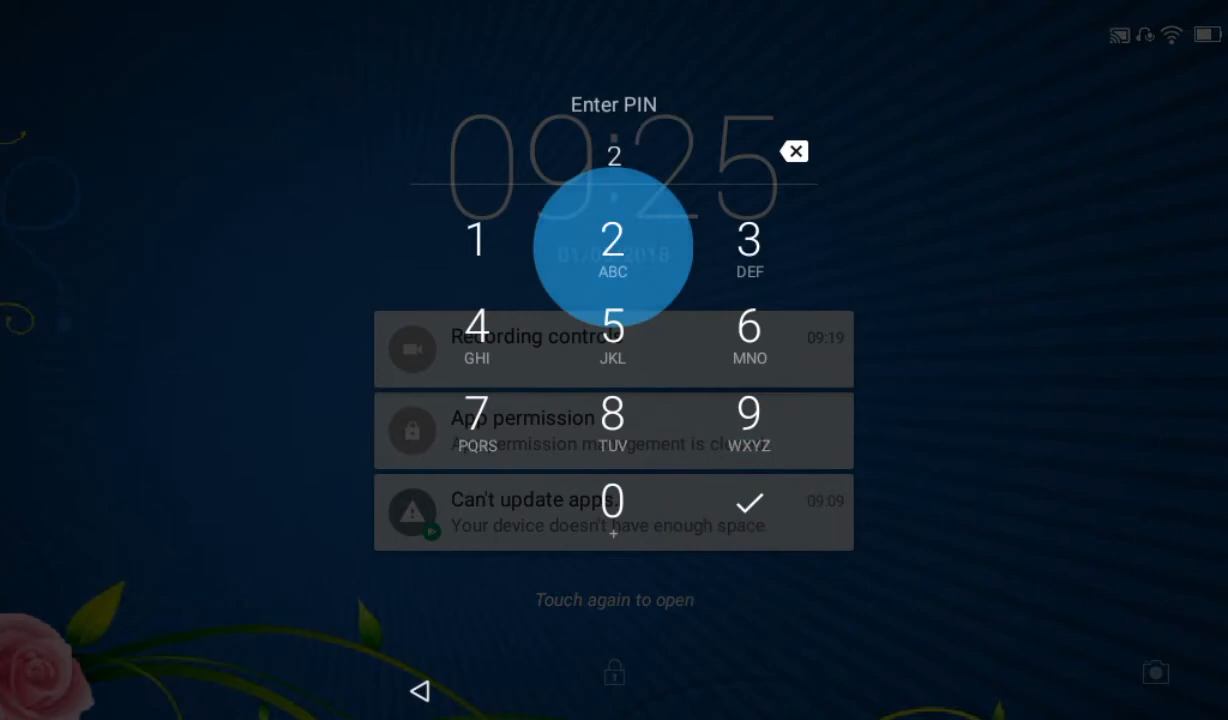 Enter PIN
09:25
2
1
2
ABC
3
DEF
Recording controls
09:19
4
GHI
5
JKL
6
MNO
App permission
7
PQRS
8
TUV
9
WXYZ
Can't update apps.
09:09
Your device doesn't have enough space.
0
+
Touch again to open